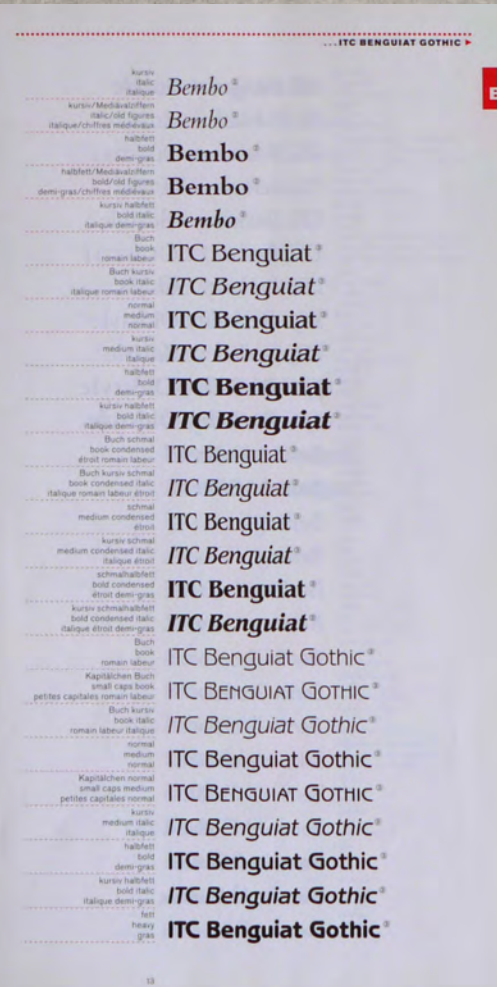 ...ITC BENGUIAT GOTHIC
B
kursiv
italic
italique
Bembo®
kursiv/Mediävalziffern
italic/old figures
italique/chiffres médiévaux
Bembo®
halbfett
bold
demi-gras
Bembo®
halbfett/Mediävalziffern
bold/old figures
demi-gras/chiffres médiévaux
Bembo®
kursiv halbfett
bold italic
italique demi-gras
Bembo®
Buch
book
romain labeur
ITC Benguiat®
Buch kursiv
book italic
italique romain labeur
ITC Benguiat®
normal
medium
normal
ITC Benguiat®
kursiv
medium italic
italique
ITC Benguiat®
halbfett
bold
demi-gras
ITC Benguiat®
kursiv halbfett
bold italic
italique demi-gras
ITC Benguiat®
Buch schmal
book condensed
étroit romain labeur
ITC Benguiat®
Buch kursiv schmal
book condensed italic
italique romain labeur étroit
ITC Benguiat®
schmal
medium condensed
étroit
ITC Benguiat®
kursiv schmal
medium condensed italic
italique étroit
ITC Benguiat®
schmalhalbfett
bold condensed
étroit demi-gras
ITC Benguiat®
kursiv schmalhalbfett
bold condensed italic
italique étroit demi-gras
ITC Benguiat®
Buch
book
romain labeur
ITC Benguiat Gothic®
Kapitälchen Buch
small caps book
petites capitales romain labeur
ITC BENGUIAT GOTHIC®
Buch kursiv
book italic
romain labeur italique
ITC Benguiat Gothic®
normal
medium
normal
ITC Benguiat Gothic®
Kapitälchen normal
small caps medium
petites capitales normal
ITC BENGUIAT GOTHIC®
kursiv
medium italic
italique
ITC Benguiat Gothic®
halbfett
bold
demi-gras
ITC Benguiat Gothic®
kursiv halbfett
bold italic
italique demi-gras
ITC Benguiat Gothic®
fett
heavy
gras
ITC Benguiat Gothic®
13